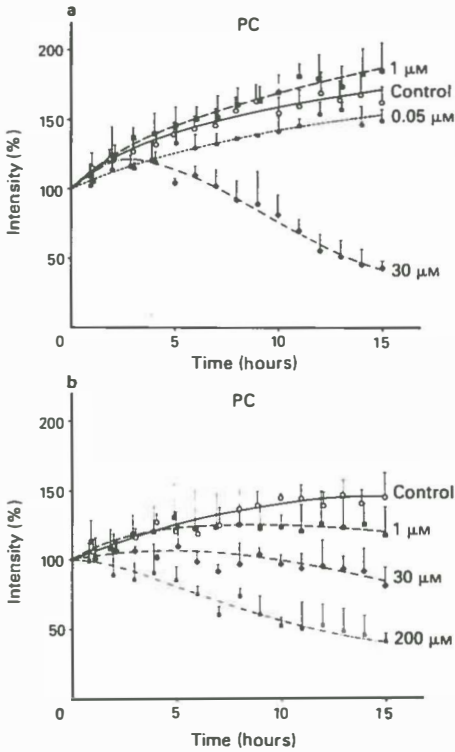 a
PC
200
150
100
50
0
5
10
15
Intensity (%)
Time (hours)
1 µM
Control
0.05 µM
30 µM
b
PC
200
150
100
50
0
5
10
15
Intensity (%)
Time (hours)
Control
1 µM
30 µM
200 µM